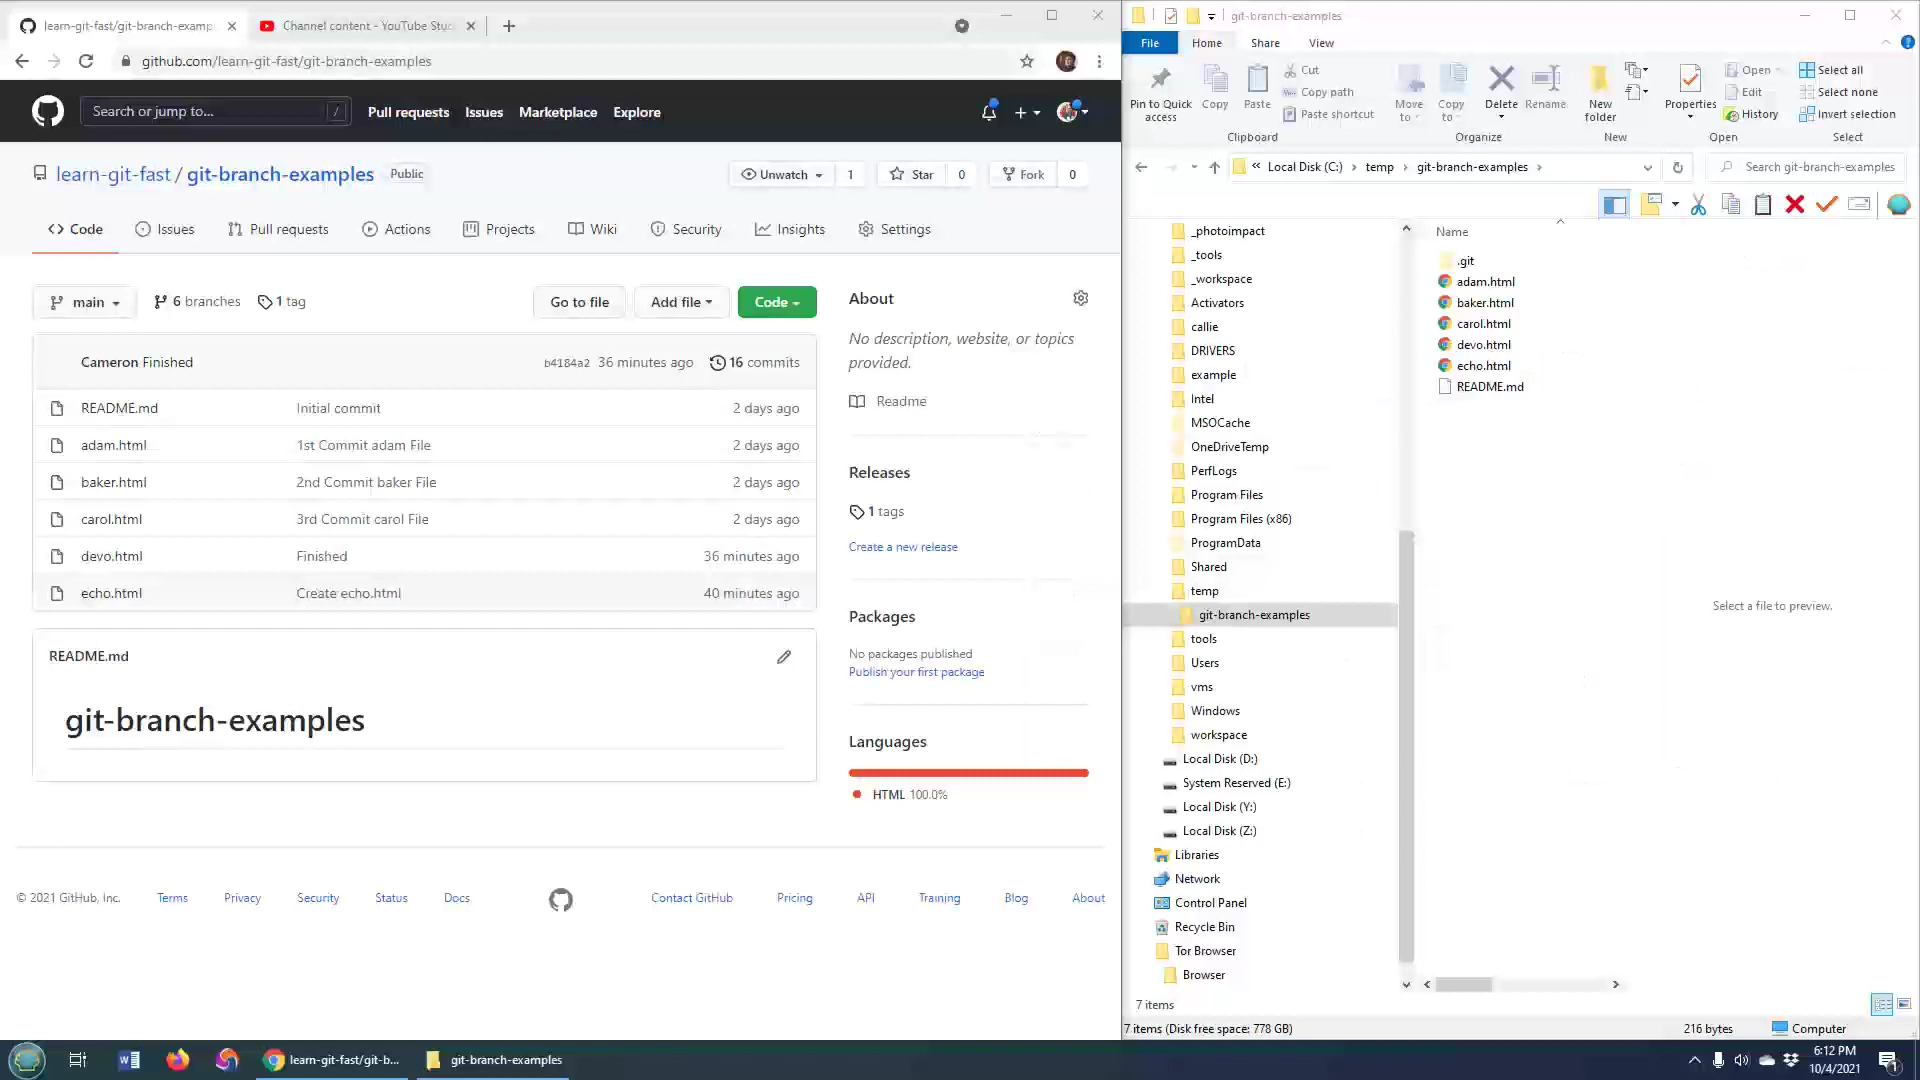 learn-git-fast/git-branch-examp
Channel content - YouTube Stud
github.com/learn-git-fast/git-branch-examples
Search or jump to... /
Pull requests Issues Marketplace Explore
learn-git-fast / git-branch-examples Public
Unwatch 1 Star 0 Fork 0
Code Issues Pull requests Actions Projects Wiki Security Insights Settings
main 6 branches 1 tag Go to file Add file Code
Cameron Finished b4184a2 36 minutes ago 16 commits
README.md Initial commit 2 days ago
adam.html 1st Commit adam File 2 days ago
baker.html 2nd Commit baker File 2 days ago
carol.html 3rd Commit carol File 2 days ago
devo.html Finished 36 minutes ago
echo.html Create echo.html 40 minutes ago
README.md
git-branch-examples
About
No description, website, or topics
provided.
Readme
Releases
1 tags
Create a new release
Packages
No packages published
Publish your first package
Languages
HTML 100.0%
© 2021 GitHub, Inc. Terms Privacy Security Status Docs Contact GitHub Pricing API Training Blog About
git-branch-examples
File Home Share View
Pin to Quick
access
Copy
Paste
Cut
Copy path
Paste shortcut
Clipboard
Move
to
Copy
to
Delete
Rename
Organize
New
folder
New
Properties
Open
Edit
History
Open
Select all
Select none
Invert selection
Select
« Local Disk (C:) › temp › git-branch-examples ›
Search git-branch-examples
_photoimpact
_tools
_workspace
Activators
callie
DRIVERS
example
Intel
MSOCache
OneDriveTemp
PerfLogs
Program Files
Program Files (x86)
ProgramData
Shared
temp
git-branch-examples
tools
Users
vms
Windows
workspace
Local Disk (D:)
System Reserved (E:)
Local Disk (Y:)
Local Disk (Z:)
Libraries
Network
Control Panel
Recycle Bin
Tor Browser
Browser
Name
.git
adam.html
baker.html
carol.html
devo.html
echo.html
README.md
Select a file to preview.
7 items
7 items (Disk free space: 778 GB) 216 bytes Computer
learn-git-fast/git-b...
git-branch-examples
6:12 PM
10/4/2021
1